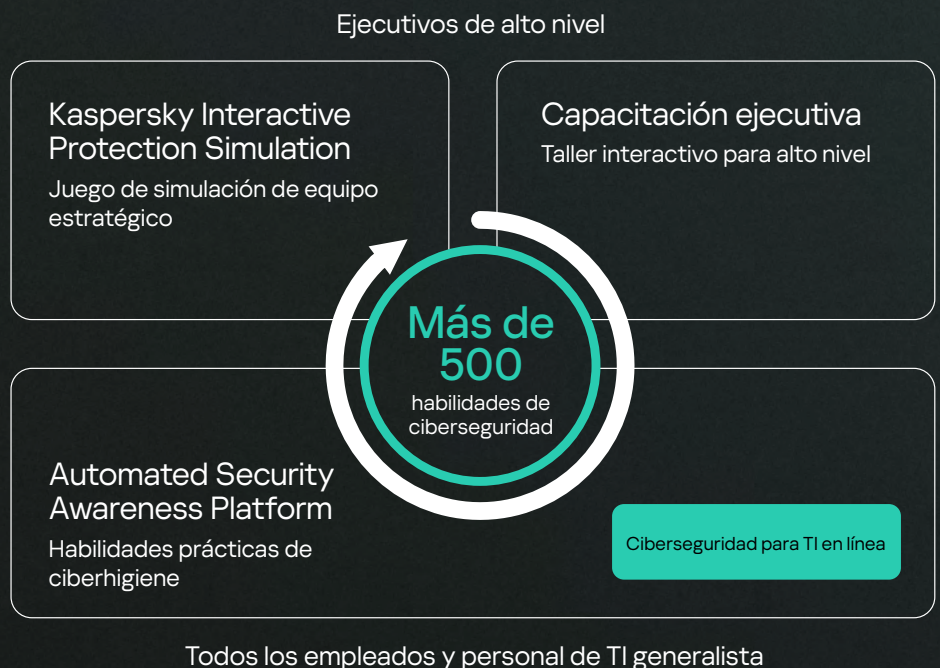 Ejecutivos de alto nivel
Kaspersky Interactive
Protection Simulation
Juego de simulación de equipo
estratégico
Capacitación ejecutiva
Taller interactivo para alto nivel
Más de
500
habilidades de
ciberseguridad
Automated Security
Awareness Platform
Habilidades prácticas de
ciberhigiene
Ciberseguridad para TI en línea
Todos los empleados y personal de TI generalista